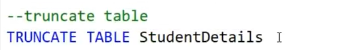 --truncate table
TRUNCATE TABLE StudentDetails